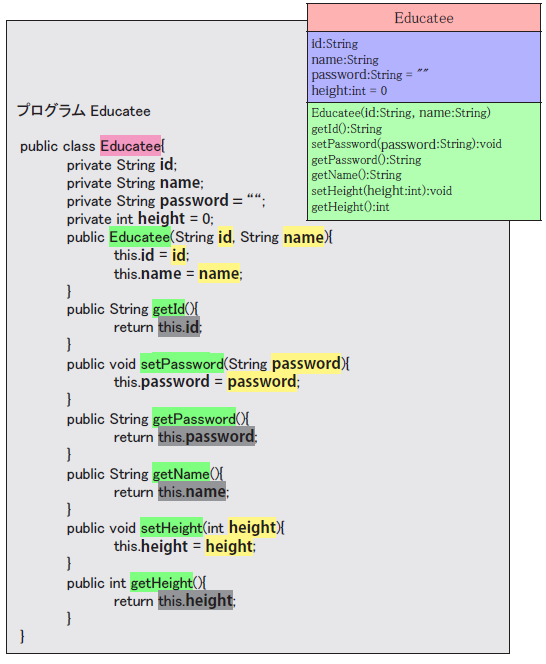 Educatee
id:String
name:String
password:String = ""
height:int = 0
Educatee(id:String, name:String)
getId():String
setPassword(password:String):void
getPassword():String
getName():String
setHeight(height:int):void
getHeight():int
プログラム Educatee
public class Educatee{
private String id;
private String name;
private String password = ““;
private int height = 0;
public Educatee(String id, String name){
this.id = id;
this.name = name;
}
public String getId(){
return this.id;
}
public void setPassword(String password){
this.password = password;
}
public String getPassword(){
return this.password;
}
public String getName(){
return this.name;
}
public void setHeight(int height){
this.height = height;
}
public int getHeight(){
return this.height;
}
}